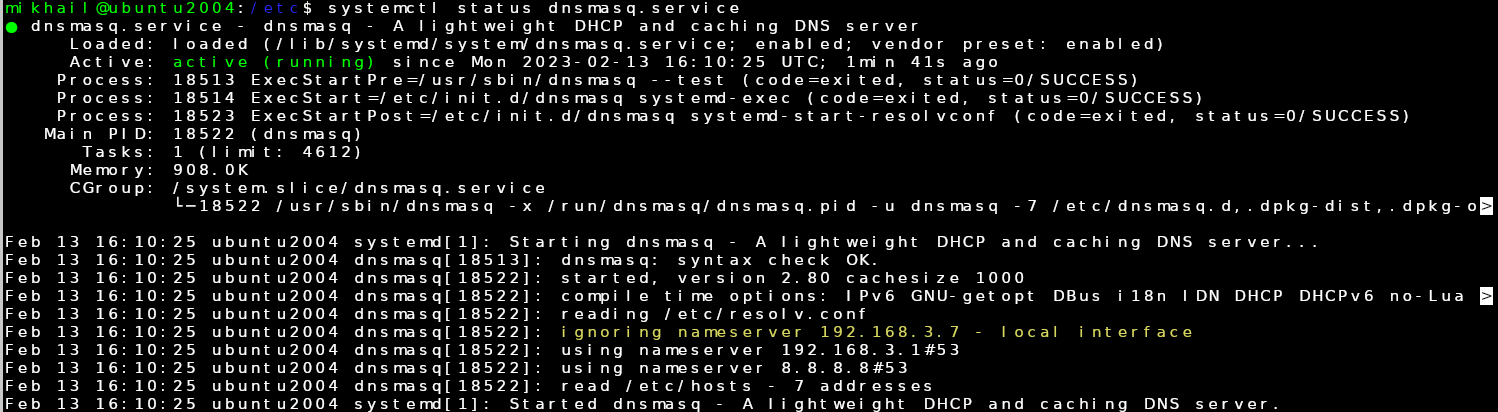 mikhail@ubuntu2004:/etc$ systemctl status dnsmasq.service
● dnsmasq.service - dnsmasq - A lightweight DHCP and caching DNS server
Loaded: loaded (/lib/systemd/system/dnsmasq.service; enabled; vendor preset: enabled)
Active: active (running) since Mon 2023-02-13 16:10:25 UTC; 1min 41s ago
Process: 18513 ExecStartPre=/usr/sbin/dnsmasq --test (code=exited, status=0/SUCCESS)
Process: 18514 ExecStart=/etc/init.d/dnsmasq systemd-exec (code=exited, status=0/SUCCESS)
Process: 18523 ExecStartPost=/etc/init.d/dnsmasq systemd-start-resolvconf (code=exited, status=0/SUCCESS)
Main PID: 18522 (dnsmasq)
Tasks: 1 (limit: 4612)
Memory: 908.0K
CGroup: /system.slice/dnsmasq.service
└─18522 /usr/sbin/dnsmasq -x /run/dnsmasq/dnsmasq.pid -u dnsmasq -7 /etc/dnsmasq.d,.dpkg-dist,.dpkg-o>
Feb 13 16:10:25 ubuntu2004 systemd[1]: Starting dnsmasq - A lightweight DHCP and caching DNS server...
Feb 13 16:10:25 ubuntu2004 dnsmasq[18513]: dnsmasq: syntax check OK.
Feb 13 16:10:25 ubuntu2004 dnsmasq[18522]: started, version 2.80 cachesize 1000
Feb 13 16:10:25 ubuntu2004 dnsmasq[18522]: compile time options: IPv6 GNU-getopt DBus i18n IDN DHCP DHCPv6 no-Lua >
Feb 13 16:10:25 ubuntu2004 dnsmasq[18522]: reading /etc/resolv.conf
Feb 13 16:10:25 ubuntu2004 dnsmasq[18522]: ignoring nameserver 192.168.3.7 - local interface
Feb 13 16:10:25 ubuntu2004 dnsmasq[18522]: using nameserver 192.168.3.1#53
Feb 13 16:10:25 ubuntu2004 dnsmasq[18522]: using nameserver 8.8.8.8#53
Feb 13 16:10:25 ubuntu2004 dnsmasq[18522]: read /etc/hosts - 7 addresses
Feb 13 16:10:25 ubuntu2004 systemd[1]: Started dnsmasq - A lightweight DHCP and caching DNS server.